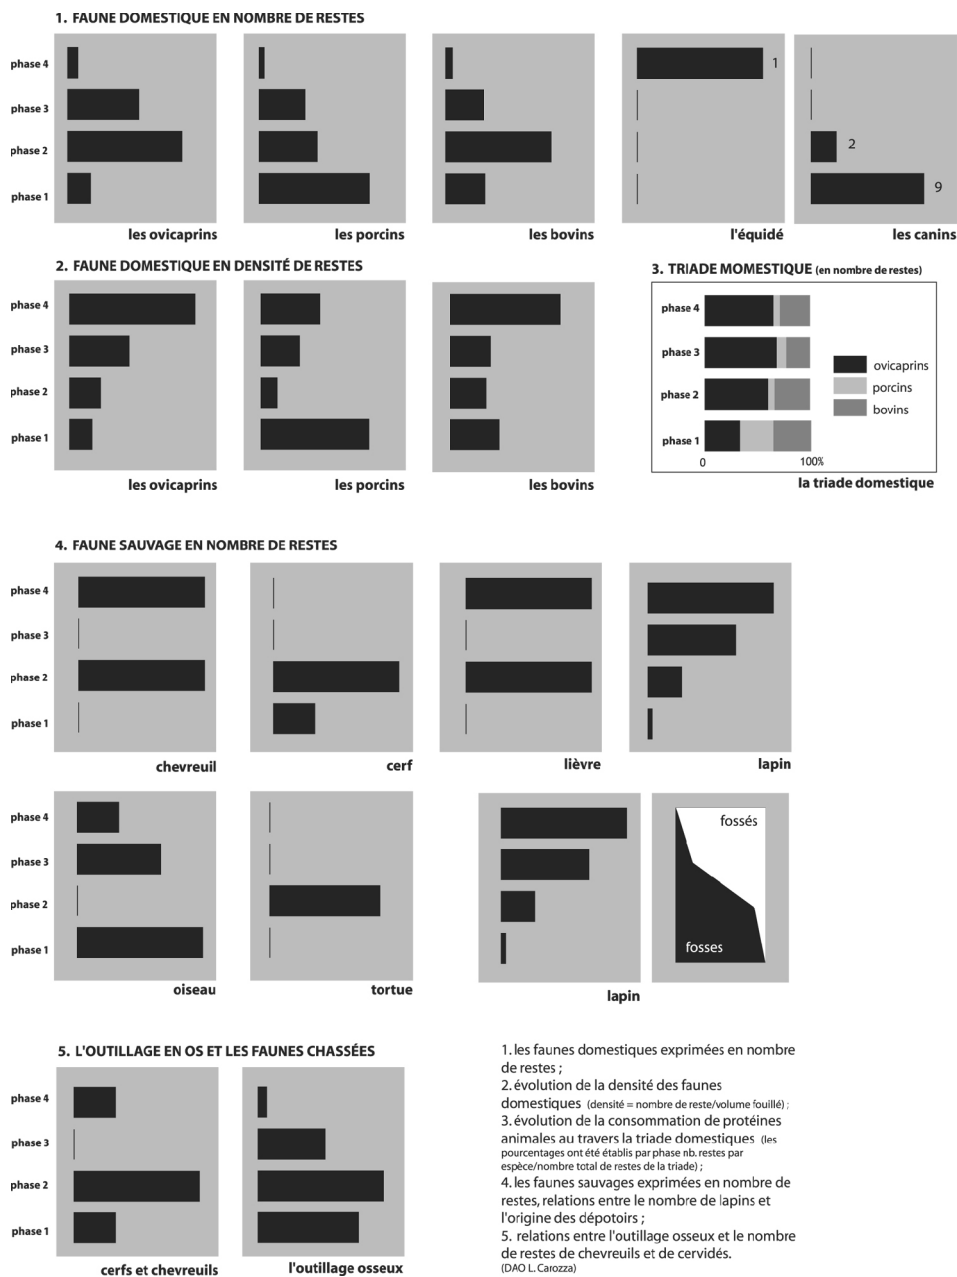 1. FAUNE DOMESTIQUE EN NOMBRE DE RESTES
phase 4
phase 3
phase 2
phase 1
1
2
9
les ovicaprins
les porcins
les bovins
l'équidé
les canins
2. FAUNE DOMESTIQUE EN DENSITÉ DE RESTES
phase 4
phase 3
phase 2
phase 1
les ovicaprins
les porcins
les bovins
3. TRIADE MOMESTIQUE (en nombre de restes)
phase 4
phase 3
phase 2
phase 1
0
100%
ovicaprins
porcins
bovins
la triade domestique
4. FAUNE SAUVAGE EN NOMBRE DE RESTES
phase 4
phase 3
phase 2
phase 1
chevreuil
cerf
lièvre
lapin
phase 4
phase 3
phase 2
phase 1
oiseau
tortue
lapin
fossés
fosses
5. L'OUTILLAGE EN OS ET LES FAUNES CHASSÉES
phase 4
phase 3
phase 2
phase 1
cerfs et chevreuils
l'outillage osseux
1. les faunes domestiques exprimées en nombre
de restes ;
2. évolution de la densité des faunes
domestiques (densité = nombre de reste/volume fouillé) ;
3. évolution de la consommation de protéines
animales au travers la triade domestiques (les
pourcentages ont été établis par phase nb. restes par
espèce/nombre total de restes de la triade) ;
4. les faunes sauvages exprimées en nombre de
restes, relations entre le nombre de lapins et
l'origine des dépotoirs ;
5. relations entre l'outillage osseux et le nombre
de restes de chevreuils et de cervidés.
(DAO L. Carozza)